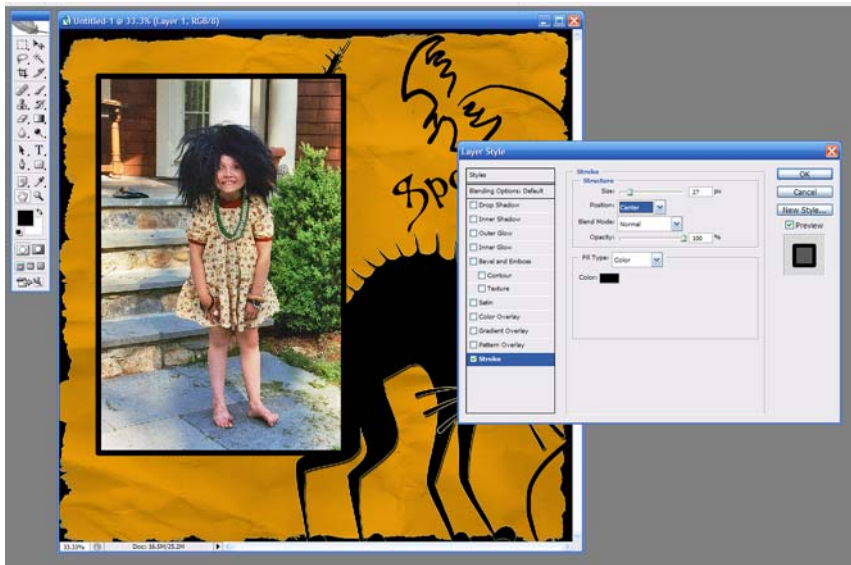 Untitled-1 @ 33.3% (Layer 1, RGB/8)
Spo
Layer Style
Styles
Blending Options: Default
Drop Shadow
Inner Shadow
Outer Glow
Inner Glow
Bevel and Emboss
Contour
Texture
Satin
Color Overlay
Gradient Overlay
Pattern Overlay
Stroke
Stroke
Structure
Size: 27 px
Position: Center
Blend Mode: Normal
Opacity: 100 %
Fill Type: Color
Color:
OK
Cancel
New Style...
Preview
33.33% Doc: 16.5M/25.2M